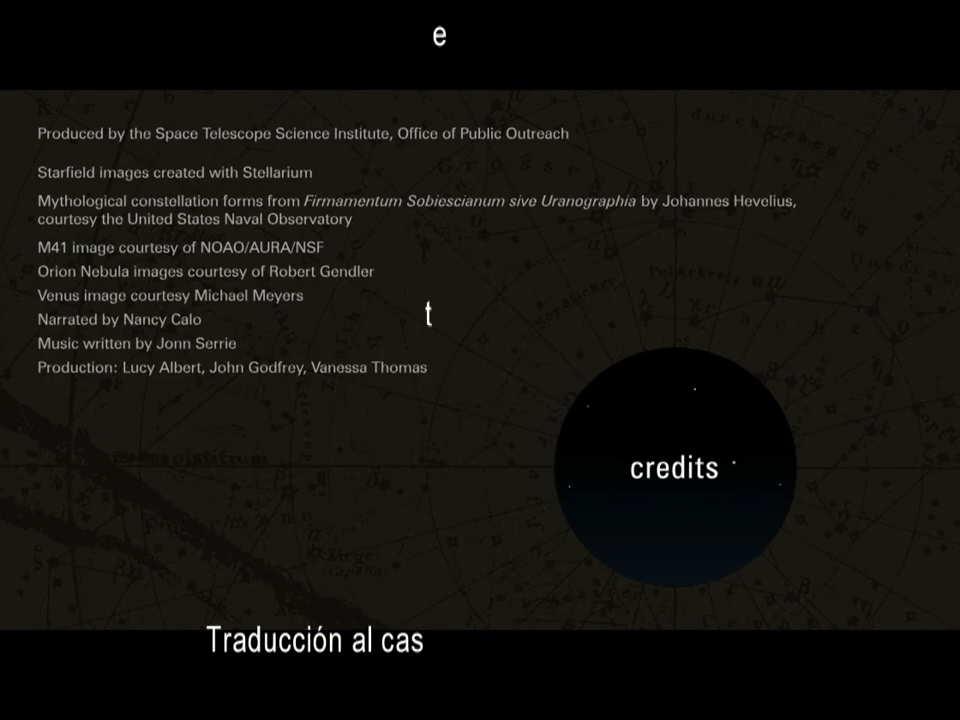 e
Produced by the Space Telescope Science Institute, Office of Public Outreach
Starfield images created with Stellarium
Mythological constellation forms from Firmamentum Sobiescianum sive Uranographia by Johannes Hevelius,
courtesy the United States Naval Observatory
M41 image courtesy of NOAO/AURA/NSF
Orion Nebula images courtesy of Robert Gendler
Venus image courtesy Michael Meyers
t
Narrated by Nancy Calo
Music written by Jonn Serrie
Production: Lucy Albert, John Godfrey, Vanessa Thomas
credits
Traducción al cas